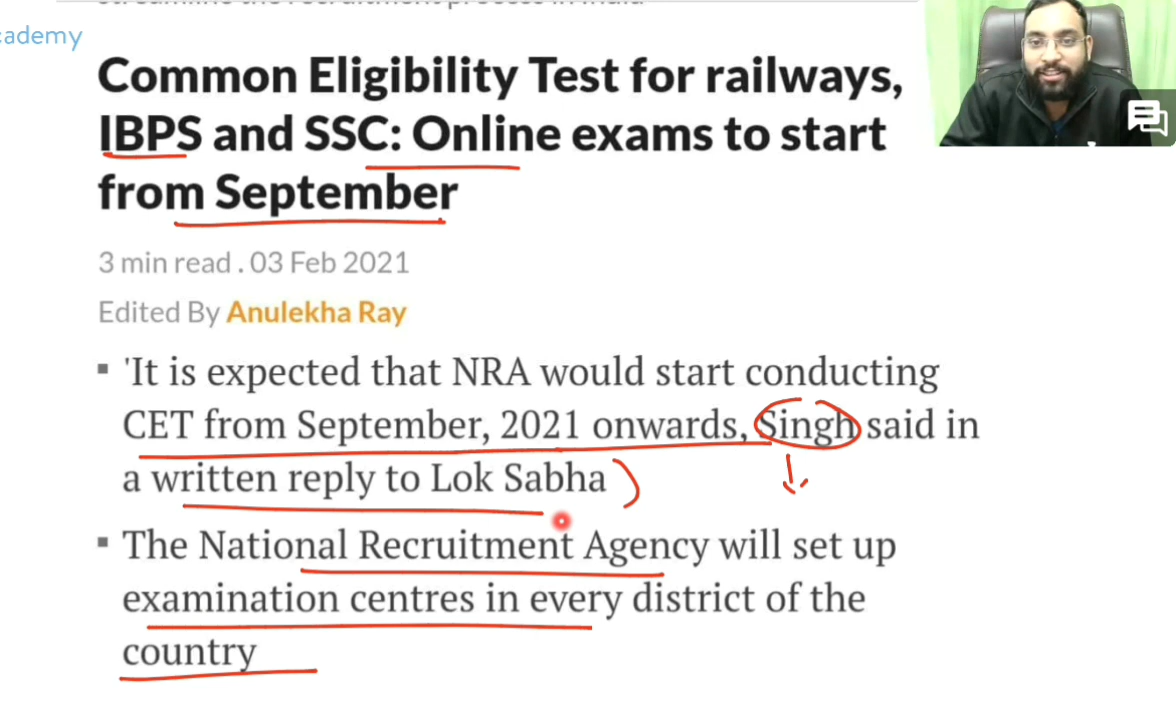 cademy
Common Eligibility Test for railways,
IBPS and SSC: Online exams to start
from September
3 min read . 03 Feb 2021
Edited By Anulekha Ray
▪ 'It is expected that NRA would start conducting
CET from September, 2021 onwards, Singh said in
a written reply to Lok Sabha
▪ The National Recruitment Agency will set up
examination centres in every district of the
country